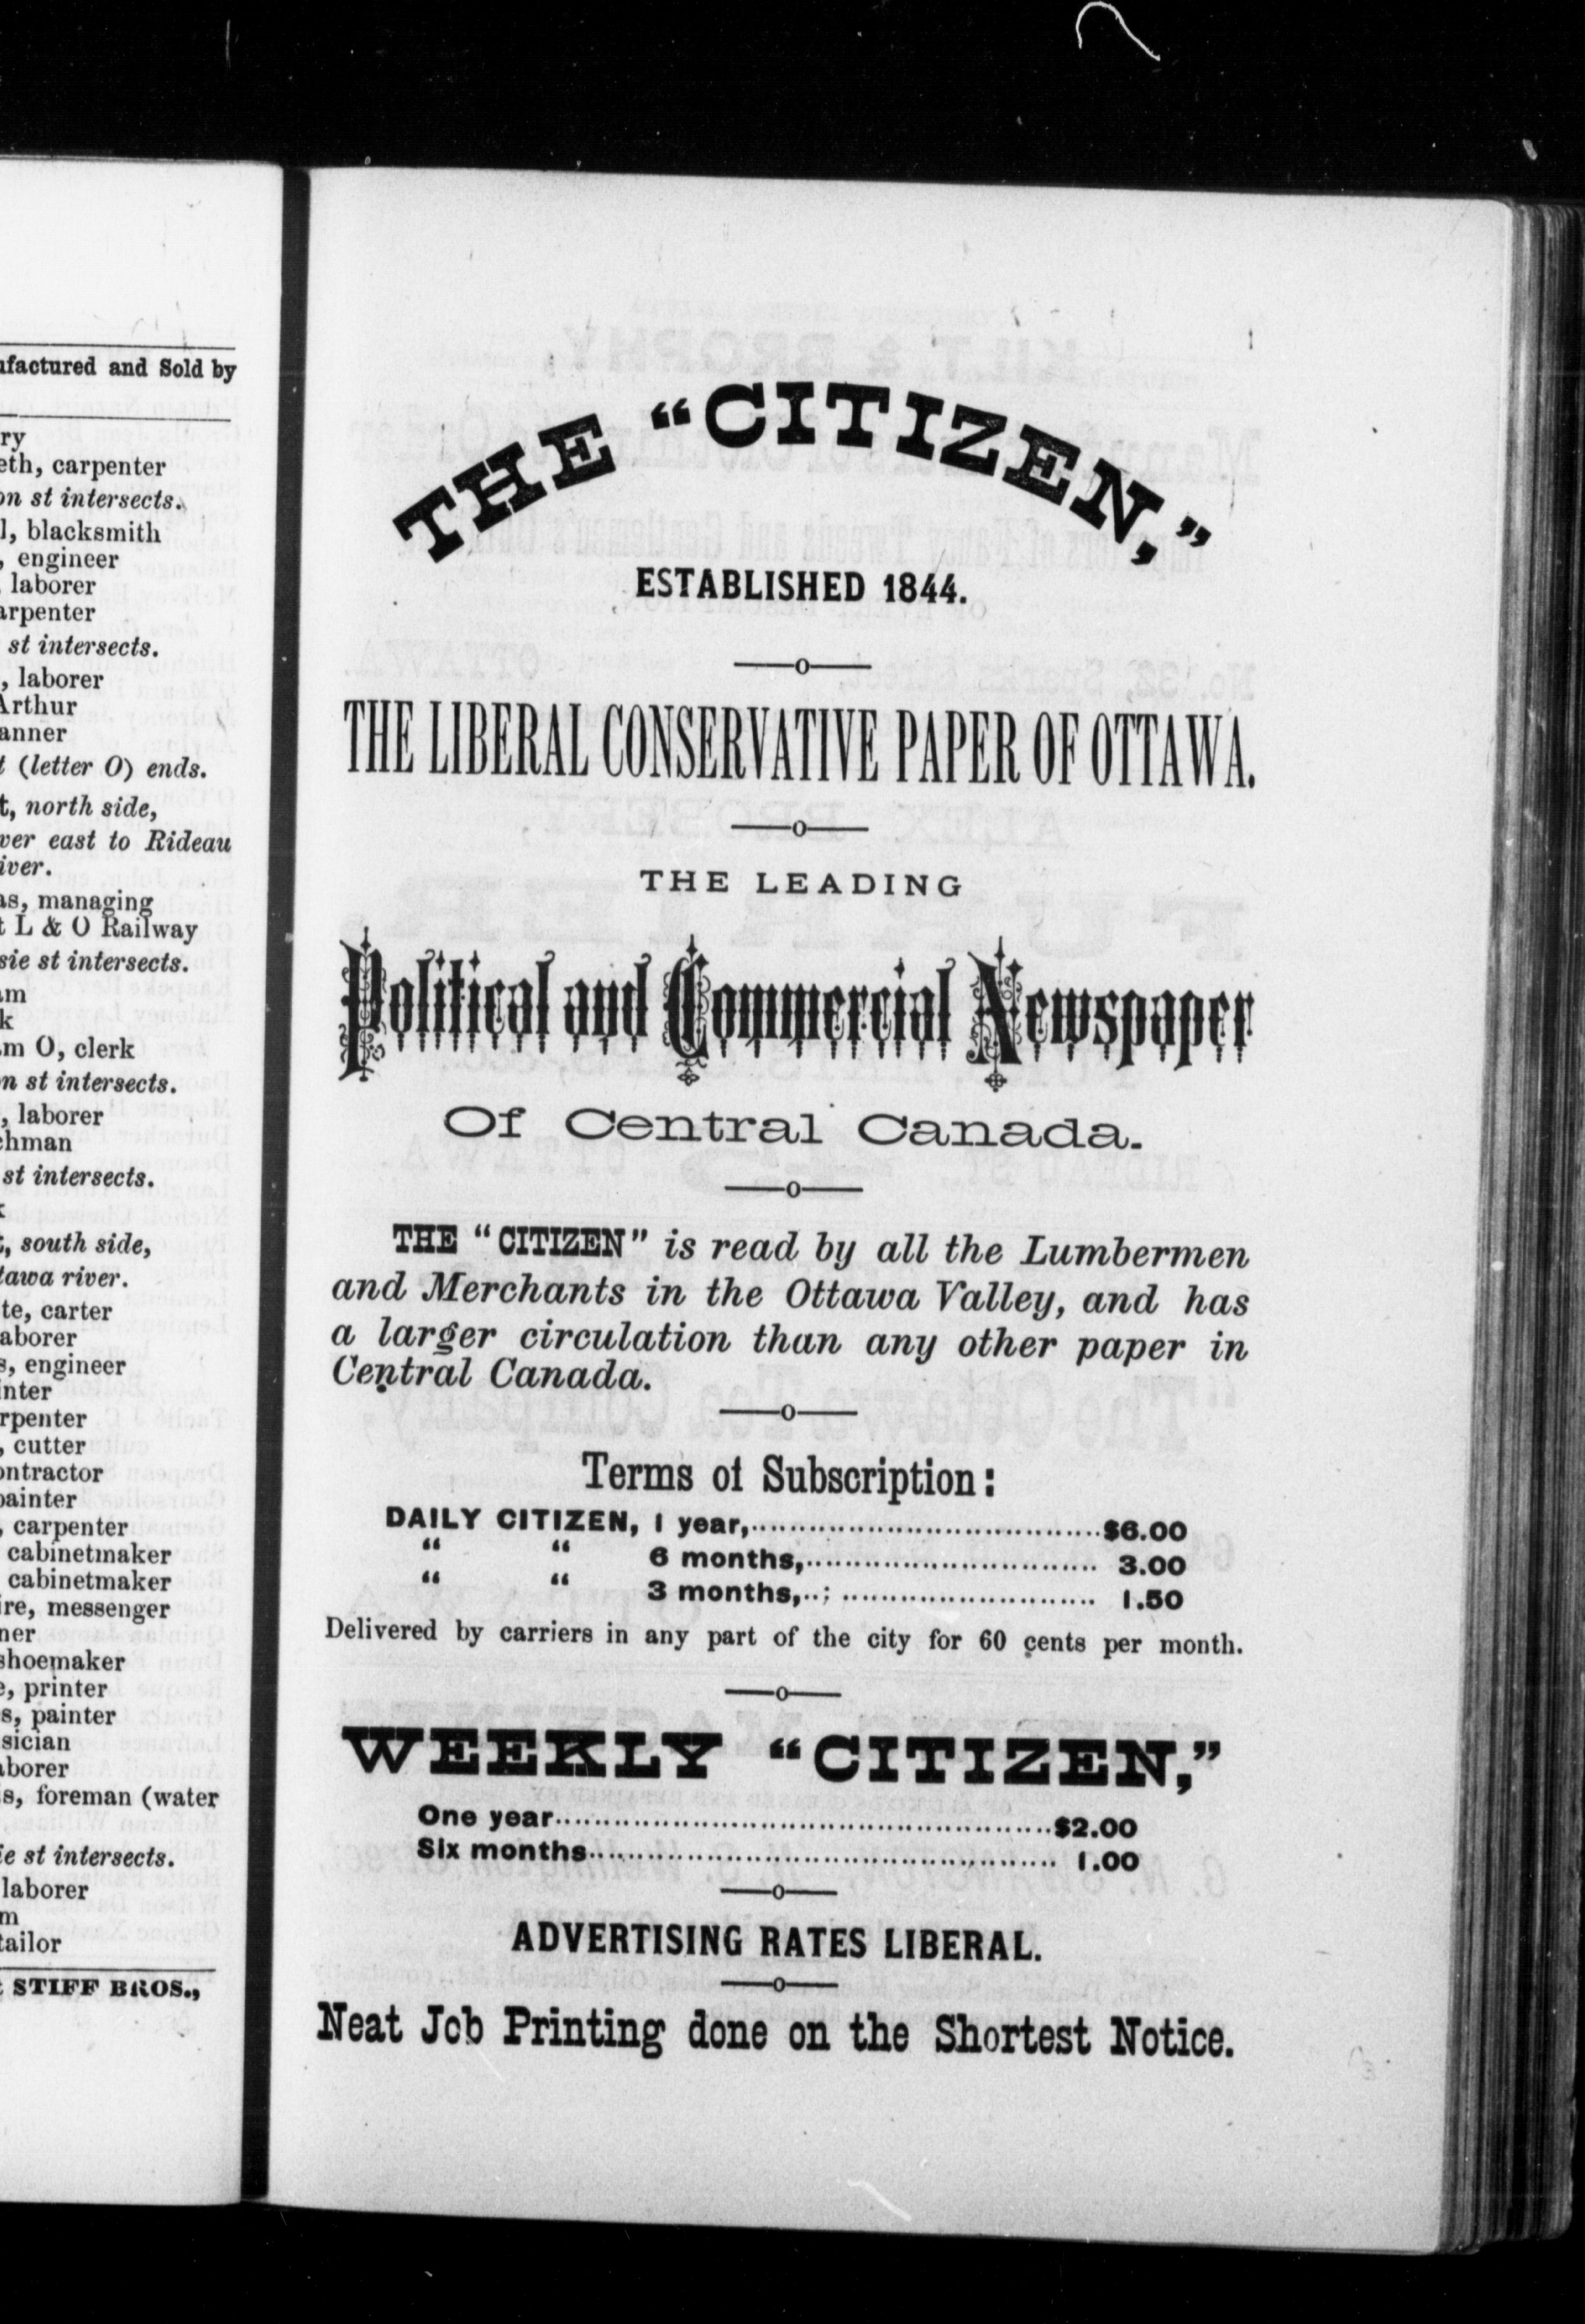 ufactured and Sold by
ry
eth, carpenter
on st intersects.
l, blacksmith
, engineer
laborer
arpenter
st intersects.
, laborer
Arthur
anner
t (letter O) ends.
t, north side,
ver east to Rideau
iver.
as, managing
t L & O Railway
sie st intersects.
am
k
am O, clerk
on st intersects.
, laborer
chman
st intersects.
t, south side,
tawa river.
te, carter
aborer
s, engineer
inter
rpenter
, cutter
ontractor
painter
, carpenter
cabinetmaker
cabinetmaker
ire, messenger
ner
shoemaker
e, printer
s, painter
sician
aborer
s, foreman (water
ie st intersects.
laborer
m
tailor
STIFF BROS.,
THE "CITIZEN,"
ESTABLISHED 1844.
THE LIBERAL CONSERVATIVE PAPER OF OTTAWA.
THE LEADING
Political and Commercial Newspaper
Of Central Canada.
THE "CITIZEN" is read by all the Lumbermen
and Merchants in the Ottawa Valley, and has
a larger circulation than any other paper in
Central Canada.
Terms of Subscription:
DAILY CITIZEN, 1 year,..........$6.00
" " 6 months,.......... 3.00
" " 3 months,.......... 1.50
Delivered by carriers in any part of the city for 60 cents per month.
WEEKLY "CITIZEN,"
One year..........$2.00
Six months.......... 1.00
ADVERTISING RATES LIBERAL.
Neat Job Printing done on the Shortest Notice.